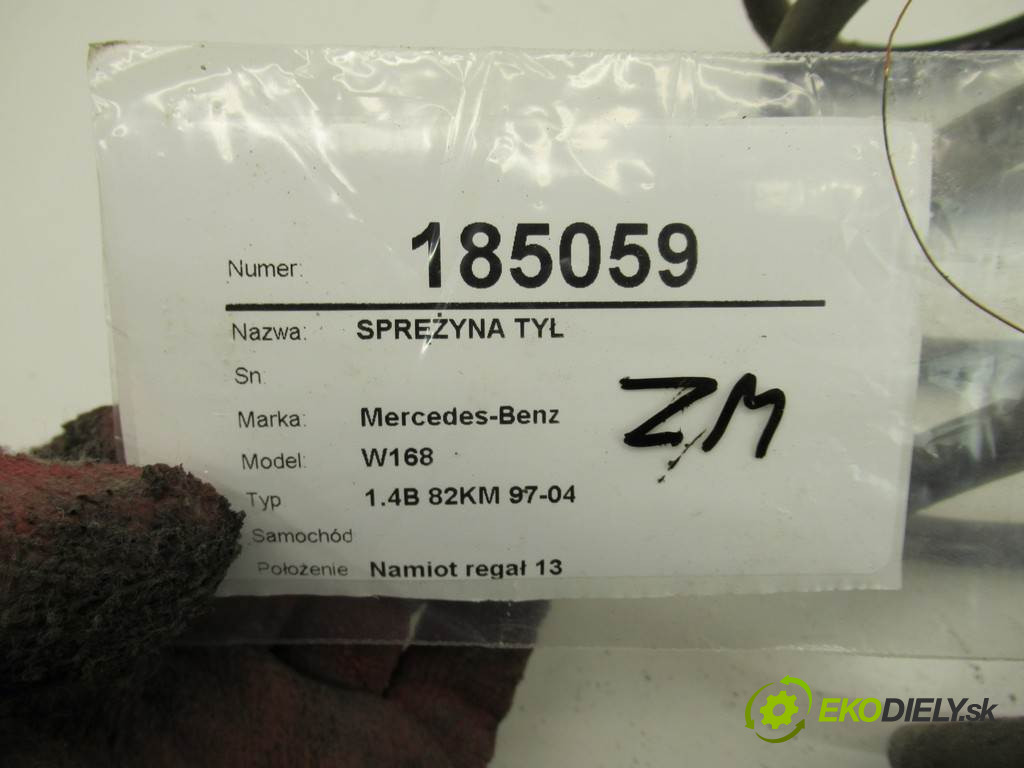 Numer: 185059
Nazwa: SPREŻYNA TYŁ
Sn
Marka: Mercedes-Benz
Model: W168
Typ 1.4B 82KM 97-04
Samochód
Położenie Namiot regał 13
ZM
EKODIELY.sk